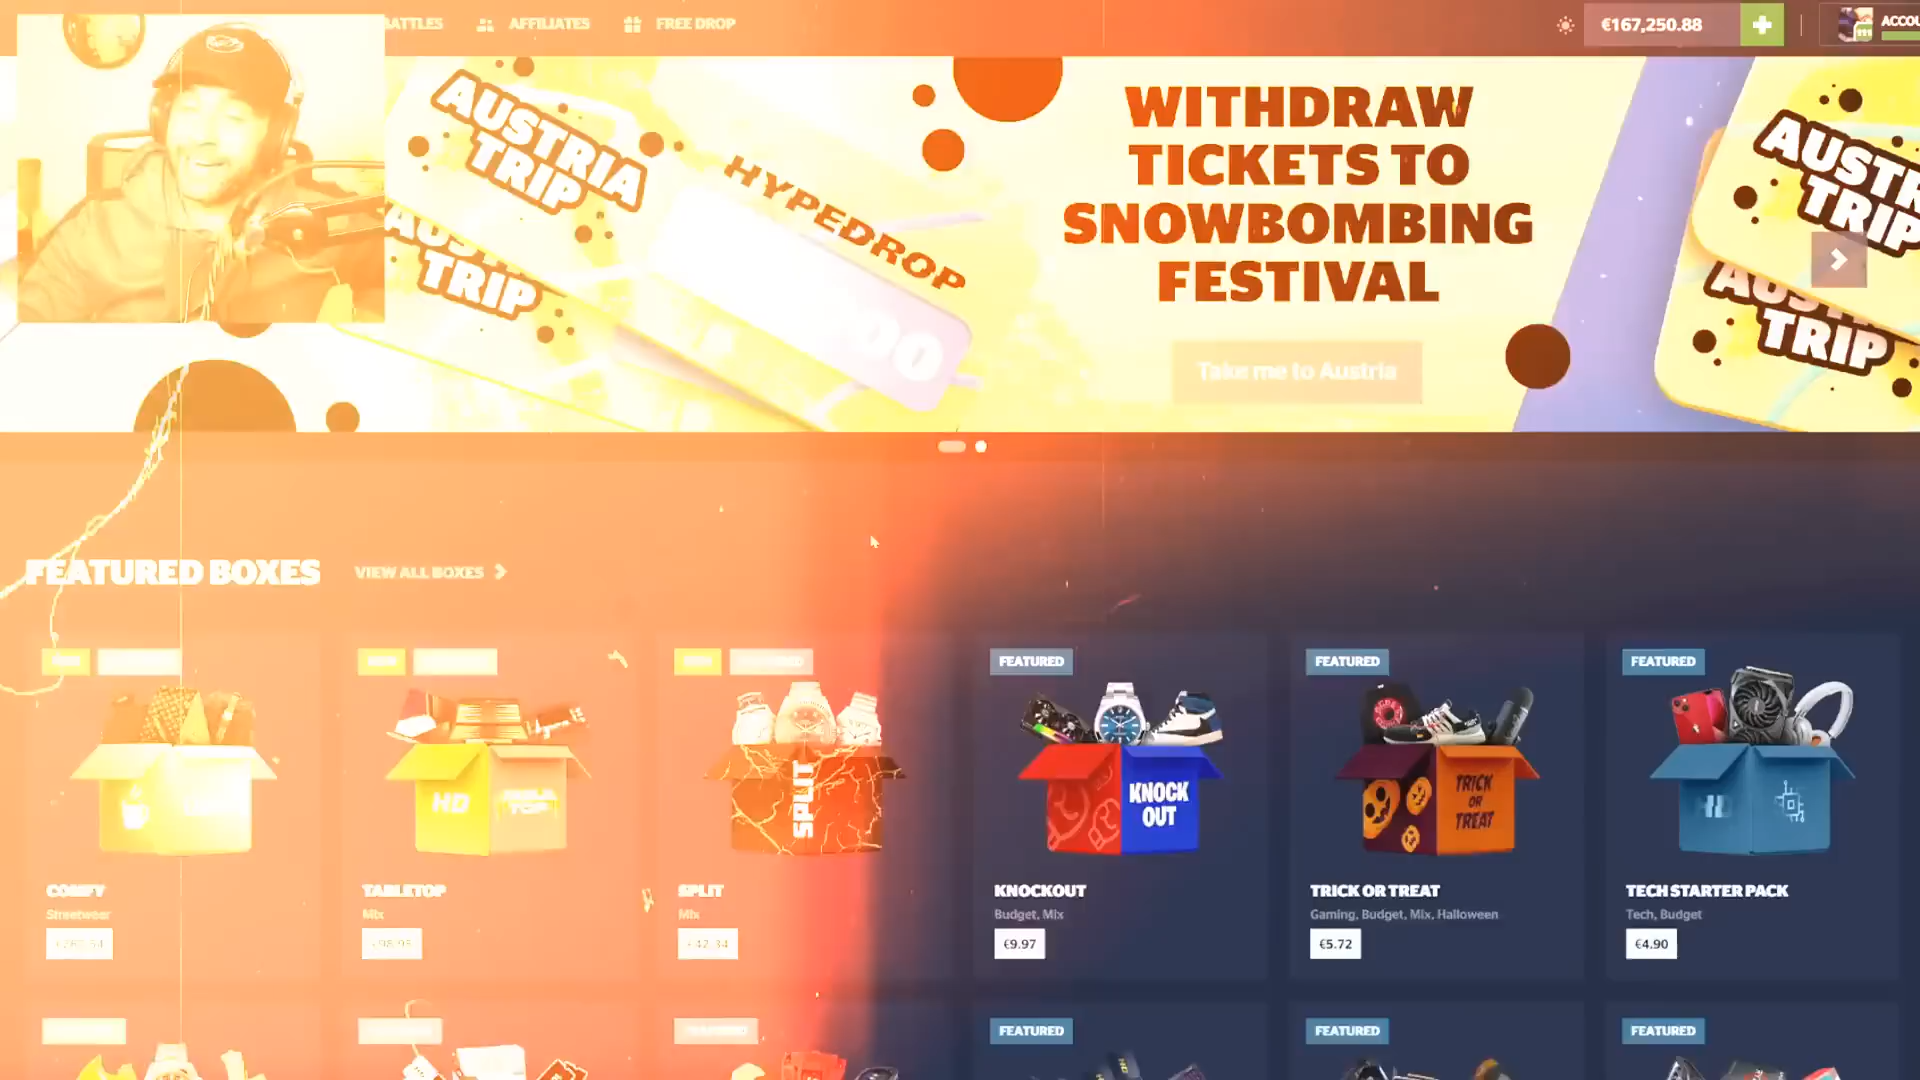 BATTLES
AFFILIATES
FREE DROP
€167,250.88
AUSTRIA
TRIP
TRIP
HYPEDROP
WITHDRAW
TICKETS TO
SNOWBOMBING
FESTIVAL
Take me to Austria
TRIP
TRIP
FEATURED BOXES
VIEW ALL BOXES
FEATURED
FEATURED
FEATURED
HD
SPLIT
KNOCK
OUT
TRICK
OR
TREAT
COMFY
TABLETOP
SPLIT
KNOCKOUT
TRICK OR TREAT
TECH STARTER PACK
Streetwear
Mix
Mix
Budget, Mix
Gaming, Budget, Mix, Halloween
Tech, Budget
€9.97
€5.72
€4.90
FEATURED
FEATURED
FEATURED